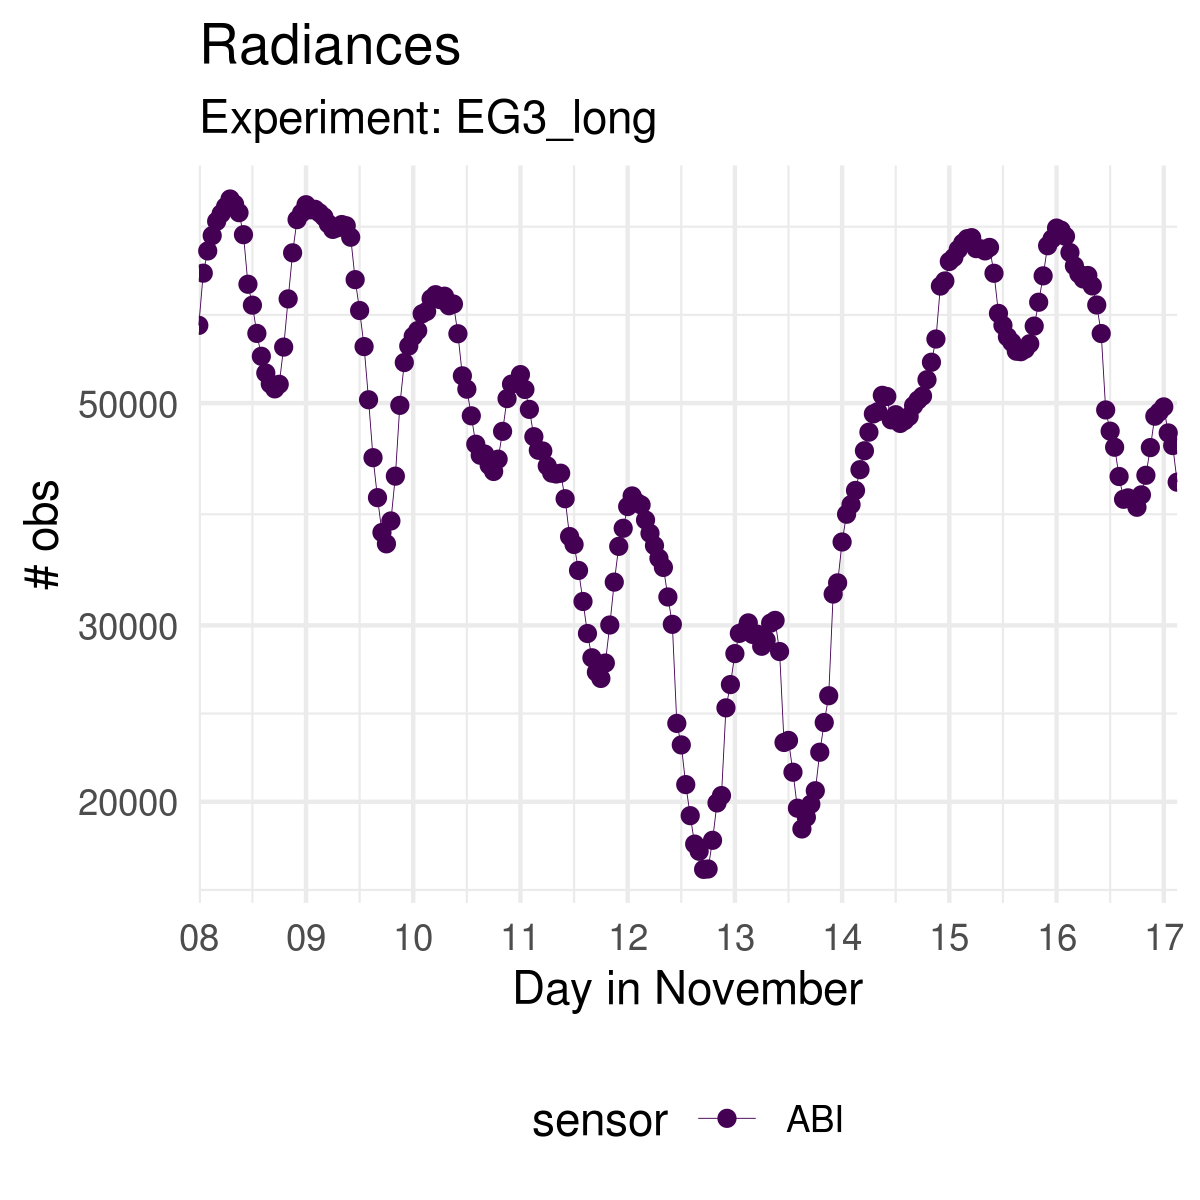 Radiances
Experiment: EG3_long
50000
30000
20000
# obs
08 09 10 11 12 13 14 15 16 17
Day in November
sensor ABI